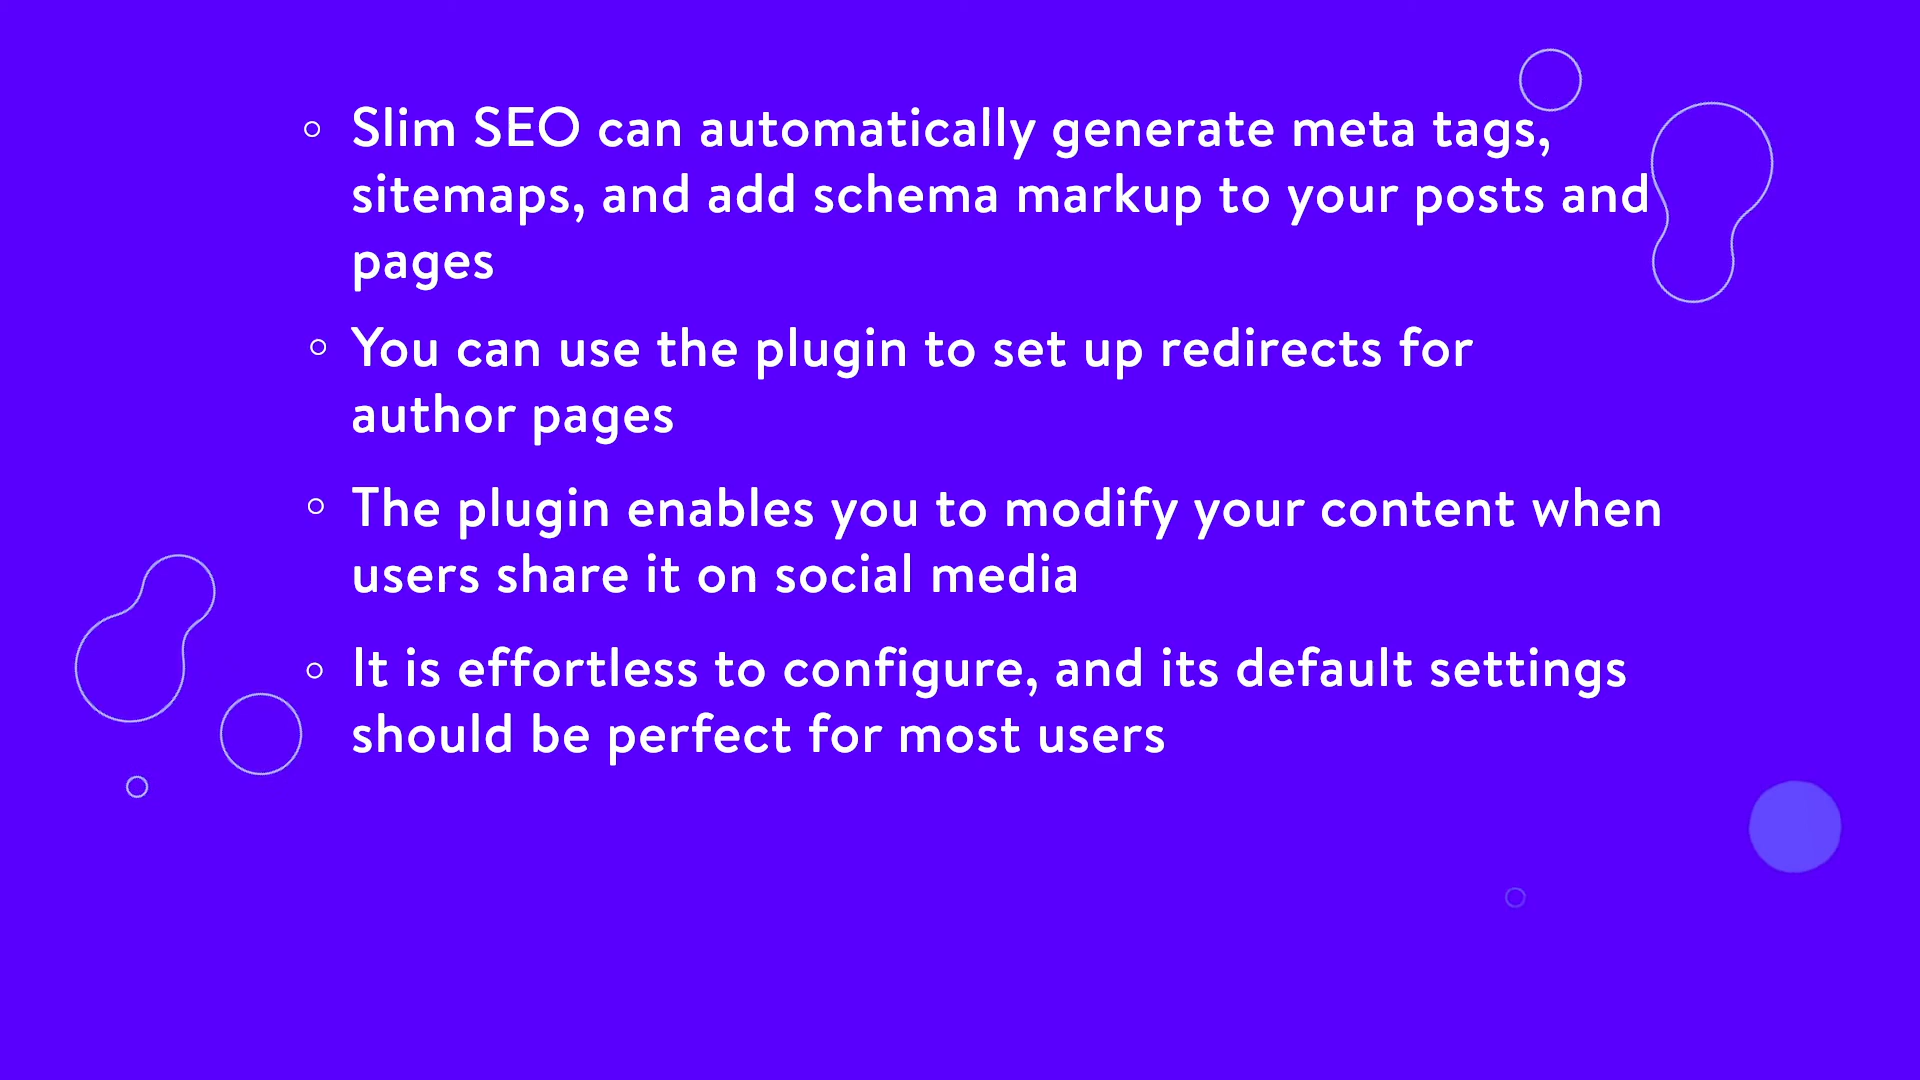 Slim SEO can automatically generate meta tags,
sitemaps, and add schema markup to your posts and
pages
You can use the plugin to set up redirects for
author pages
The plugin enables you to modify your content when
users share it on social media
It is effortless to configure, and its default settings
should be perfect for most users